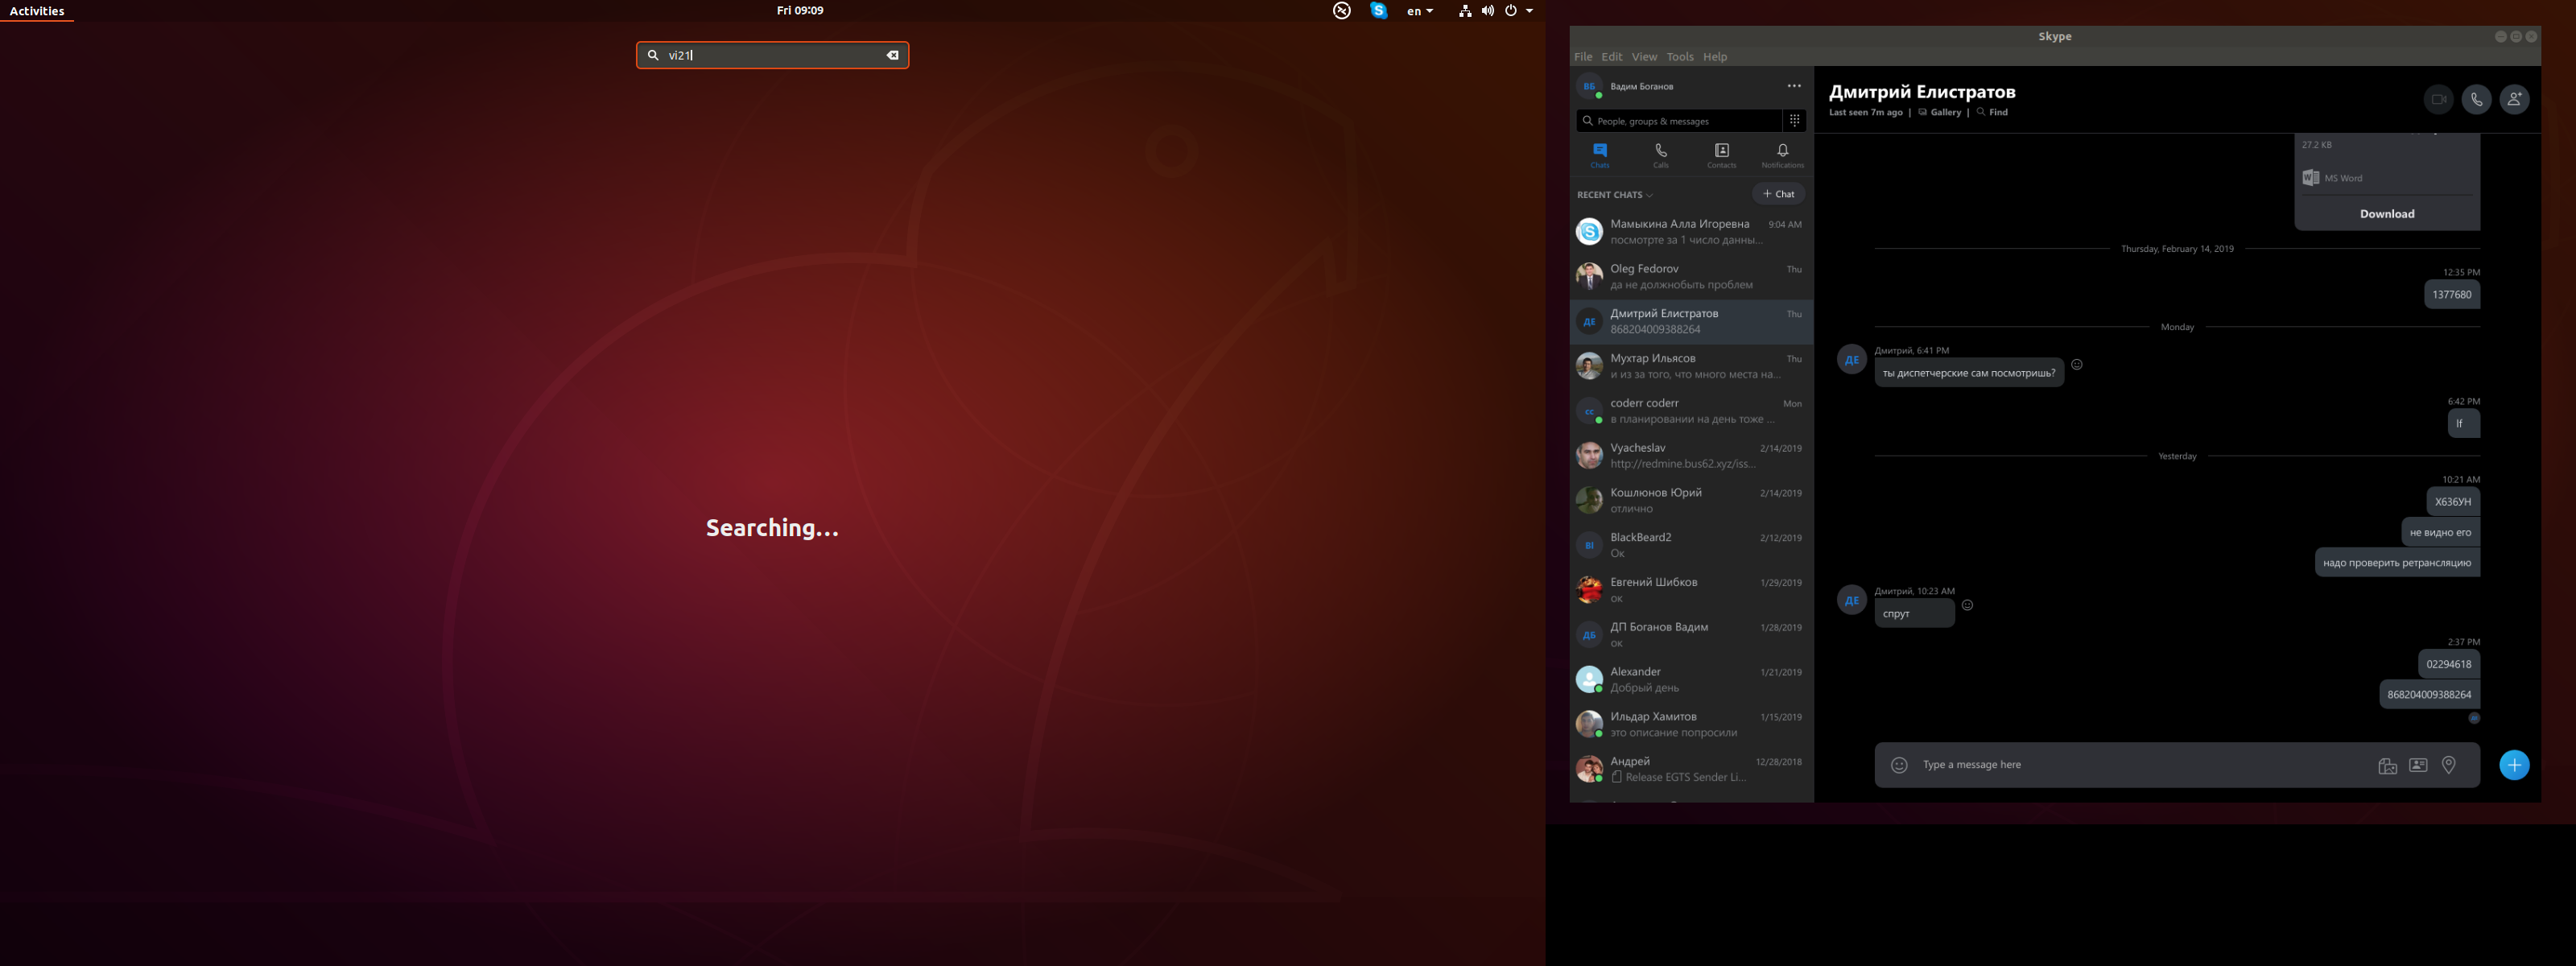 Activities
Fri 09:09
en
vi21
Searching...
Skype
File Edit View Tools Help
ВБ
Вадим Боганов
People, groups & messages
Chats
Calls
Contacts
Notifications
RECENT CHATS
+ Chat
Мамыкина Алла Игоревна 9:04 AM
посмотрте за 1 число данны...
Oleg Fedorov Thu
да не должнобыть проблем
ДЕ
Дмитрий Елистратов Thu
868204009388264
Мухтар Ильясов Thu
и из за того, что много места на...
cc
coderr coderr Mon
в планировании на день тоже ...
Vyacheslav 2/14/2019
http://redmine.bus62.xyz/iss...
Кошлюнов Юрий 2/14/2019
отлично
BI
BlackBeard2 2/12/2019
Ок
Евгений Шибков 1/29/2019
ок
ДБ
ДП Боганов Вадим 1/28/2019
ок
Alexander 1/21/2019
Добрый день
Ильдар Хамитов 1/15/2019
это описание попросили
Андрей 12/28/2018
Release EGTS Sender Li...
Дмитрий Елистратов
Last seen 7m ago | Gallery | Find
27.2 KB
MS Word
Download
Thursday, February 14, 2019
12:35 PM
1377680
Monday
ДЕ
Дмитрий, 6:41 PM
ты диспетчерские сам посмотришь?
6:42 PM
lf
Yesterday
10:21 AM
Х636УН
не видно его
надо проверить ретрансляцию
ДЕ
Дмитрий, 10:23 AM
спрут
2:37 PM
02294618
868204009388264
Type a message here